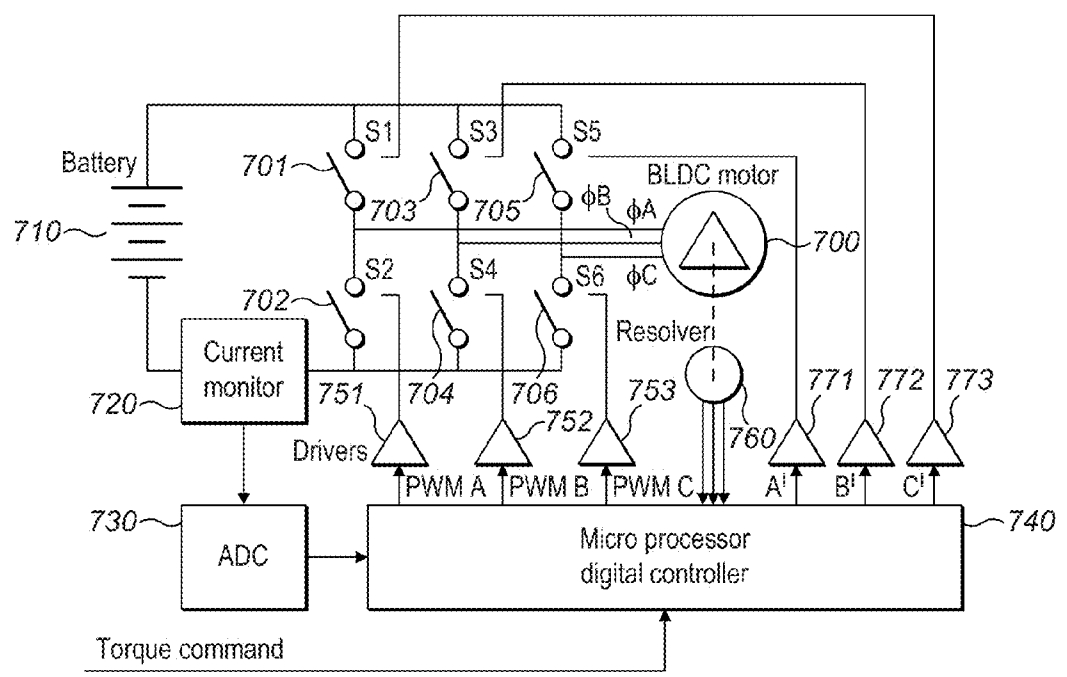 S1
S3
S5
Battery
701
703
705
BLDC motor
ϕB
ϕA
710
700
ϕC
S2
S4
S6
702
Resolver
Current
monitor
720
751
704
706
753
752
760
771
772
773
Drivers
PWM A
PWM B
PWM C
A'
B'
C'
730
ADC
Micro processor
digital controller
740
Torque command